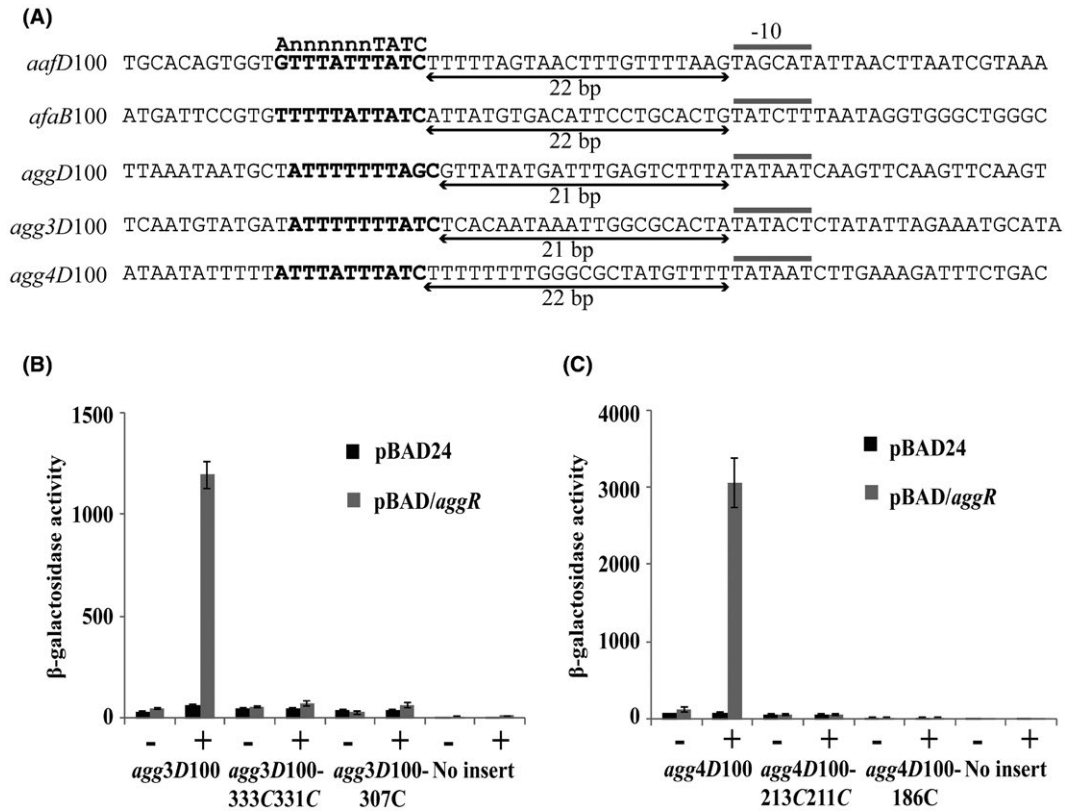 (A)
AnnnnnnTATC
-10
aafD100 TGCACAGTGGTGTTTATTTATCTTTTTAGTAACTTTGTTTTAAGTAGCATATTAACTTAATCGTAAA
22 bp
afaB100 ATGATTCCGTGTTTTTATTATCATTATGTGACATTCCTGCACTGTATCTTTAATAGGTGGGCTGGGC
22 bp
aggD100 TTAAATAATGCTATTTTTTTAGCGTTATATGATTTGAGTCTTTATATAATCAAGTTCAAGTTCAAGT
21 bp
agg3D100 TCAATGTATGATATTTTTTTATCTCACAATAAATTGGCGCACTATATACTCTATATTAGAAATGCATA
21 bp
agg4D100 ATAATATTTTTATTTATTTATCTTTTTTTTGGGCGCTATGTTTTTATAATCTTGAAAGATTTCTGAC
22 bp
(B)
β-galactosidase activity
1500
1000
500
0
pBAD24
pBAD/aggR
- + - + - + - +
agg3D100 agg3D100- agg3D100- No insert
333C331C 307C
(C)
β-galactosidase activity
4000
3000
2000
1000
0
pBAD24
pBAD/aggR
- + - + - + - +
agg4D100 agg4D100- agg4D100- No insert
213C211C 186C